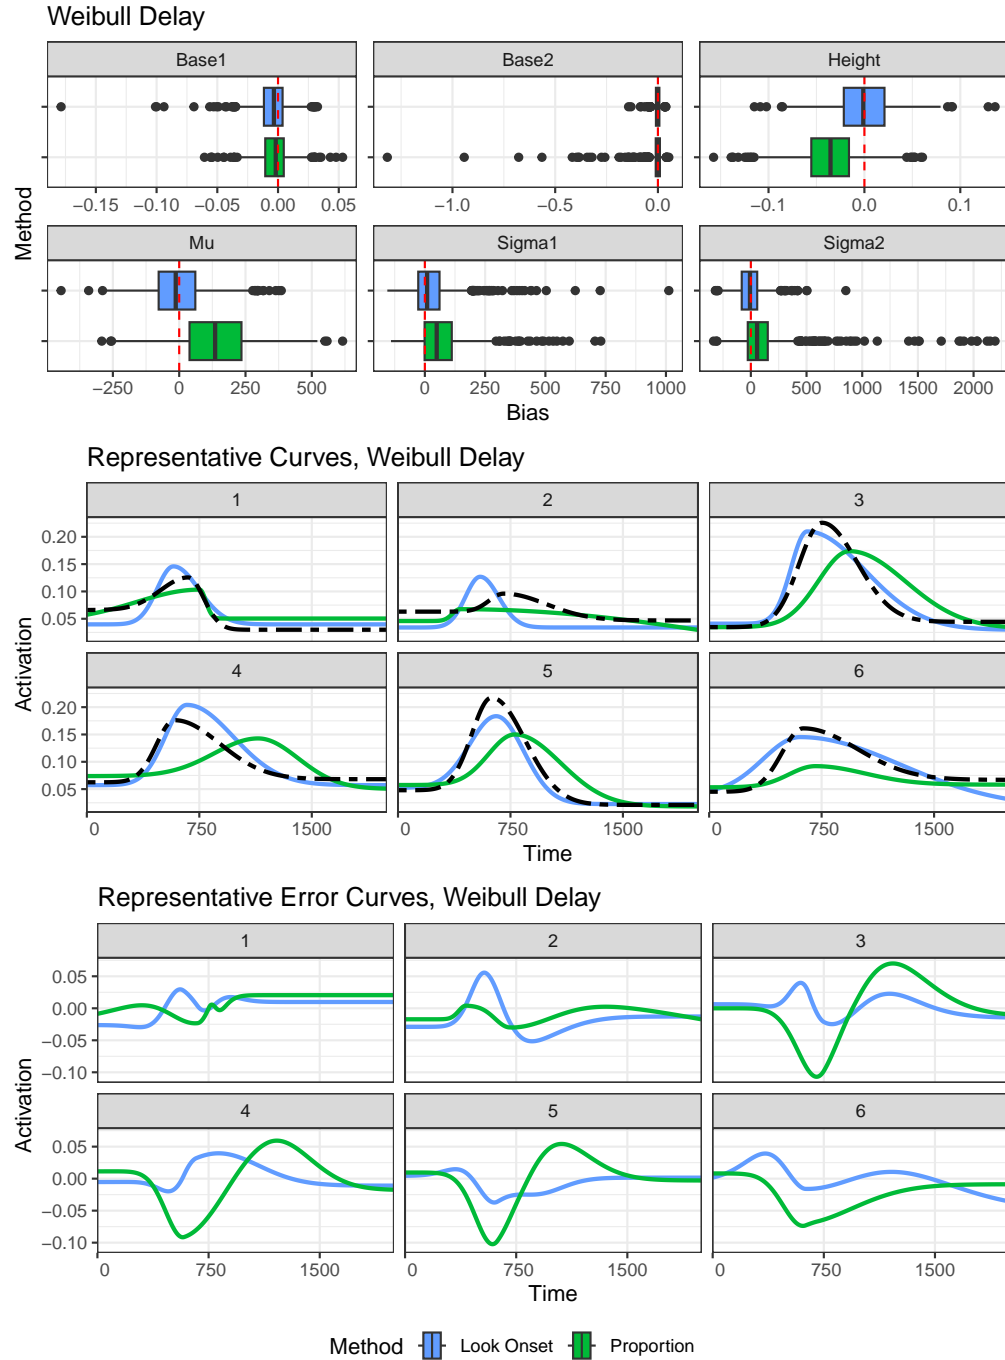 Weibull Delay
Base1 Base2 Height
−0.15 −0.10 −0.05 0.00 0.05 −1.0 −0.5 0.0 −0.1 0.0 0.1
Mu Sigma1 Sigma2
−250 0 250 500 0 250 500 750 1000 0 500 1000 1500 2000
Method
Bias
Representative Curves, Weibull Delay
1 2 3
0.20
0.15
0.10
0.05
4 5 6
0.20
0.15
0.10
0.05
0 750 1500 0 750 1500 0 750 1500
Activation
Time
Representative Error Curves, Weibull Delay
1 2 3
0.05
0.00
−0.05
−0.10
4 5 6
0.05
0.00
−0.05
−0.10
0 750 1500 0 750 1500 0 750 1500
Activation
Time
Method Look Onset Proportion